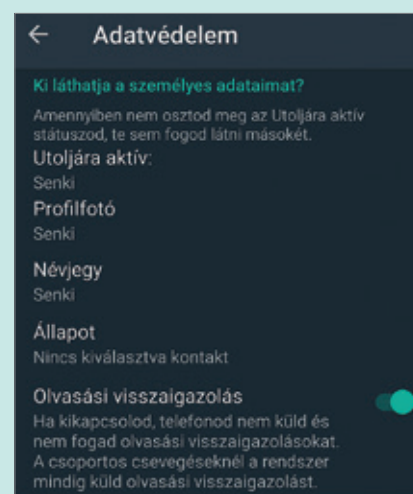 Adatvédelem
Ki láthatja a személyes adataimat?
Amennyiben nem osztod meg az Utoljára aktív
státuszod, te sem fogod látni másokét.
Utoljára aktív:
Senki
Profilfotó
Senki
Névjegy
Senki
Állapot
Nincs kiválasztva kontakt
Olvasási visszaigazolás
Ha kikapcsolod, telefonod nem küld és
nem fogad olvasási visszaigazolásokat.
A csoportos csevegéseknél a rendszer
mindig küld olvasási visszaigazolást.